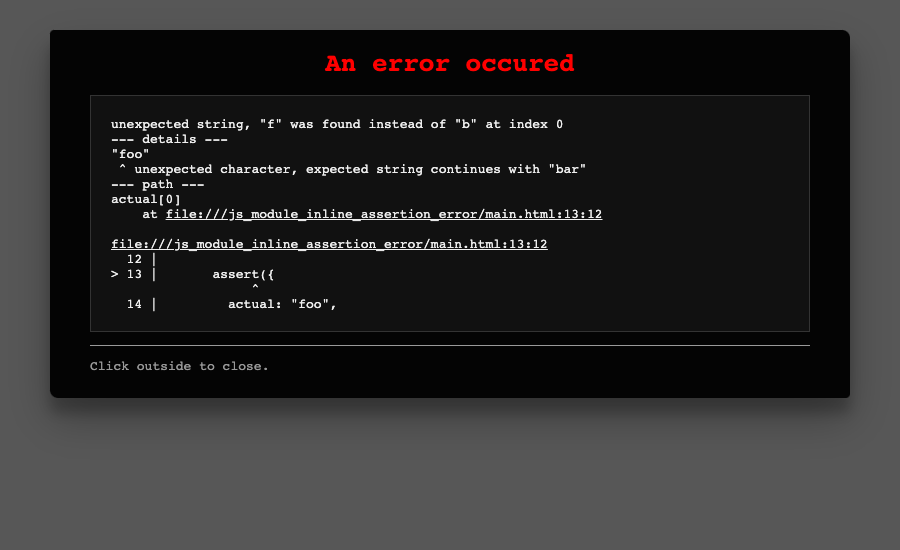 An error occured
unexpected string, "f" was found instead of "b" at index 0
--- details ---
"foo"
 ^ unexpected character, expected string continues with "bar"
--- path ---
actual[0]
    at file:///js_module_inline_assertion_error/main.html:13:12

file:///js_module_inline_assertion_error/main.html:13:12
  12 |
> 13 |       assert({
                  ^
  14 |         actual: "foo",
Click outside to close.